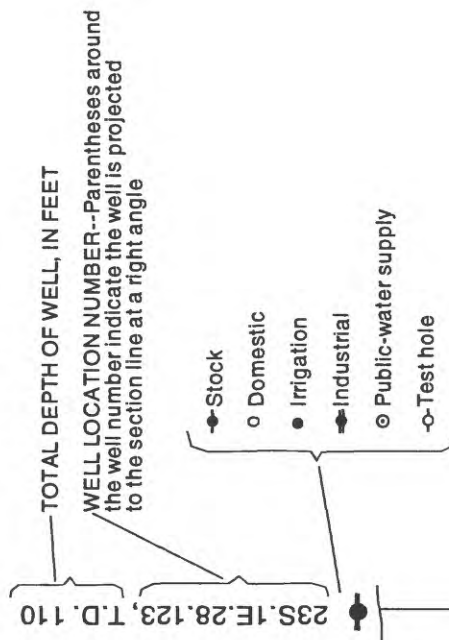 23S.1E.28.123, T.D. 110
TOTAL DEPTH OF WELL, IN FEET
WELL LOCATION NUMBER--Parentheses around
the well number indicate the well is projected
to the section line at a right angle
Stock
Domestic
Irrigation
Industrial
Public-water supply
Test hole